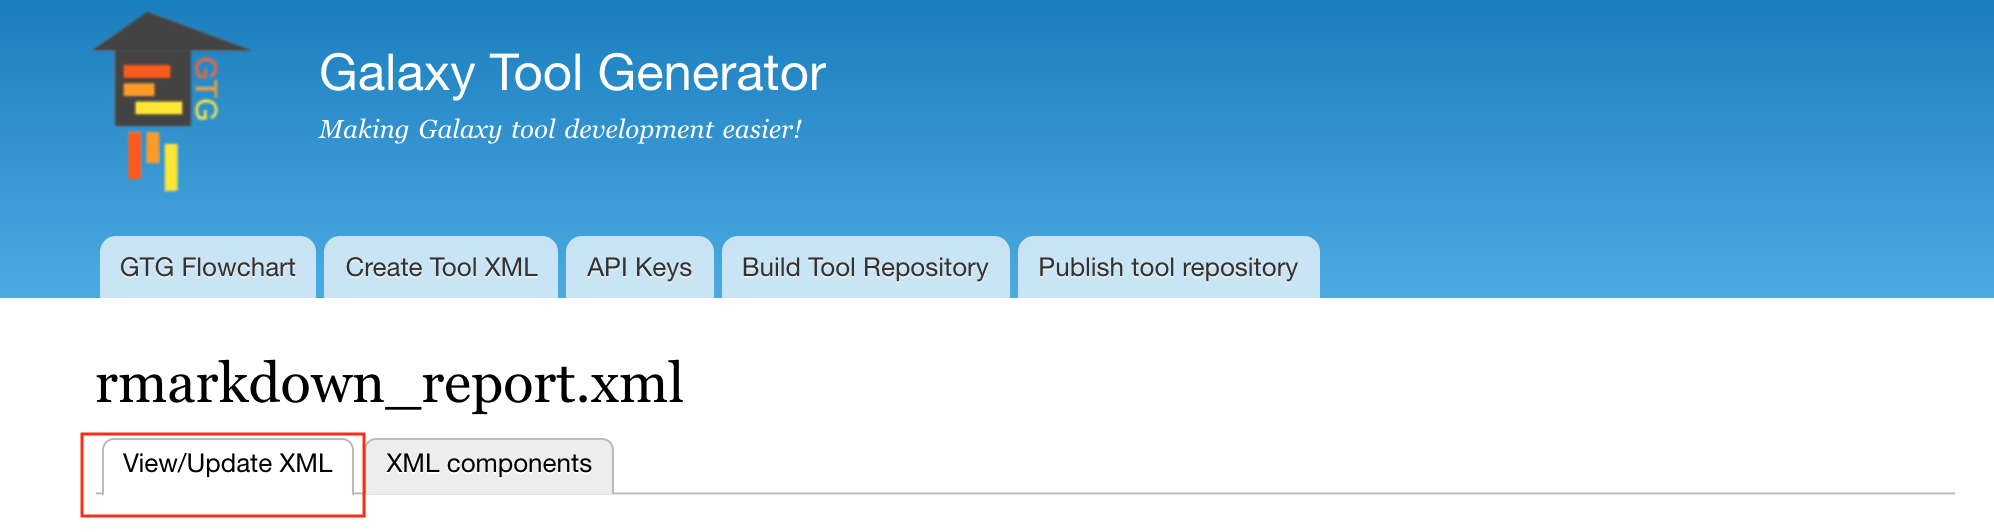 GTG
Galaxy Tool Generator
Making Galaxy tool development easier!
GTG Flowchart Create Tool XML API Keys Build Tool Repository Publish tool repository
rmarkdown_report.xml
View/Update XML XML components